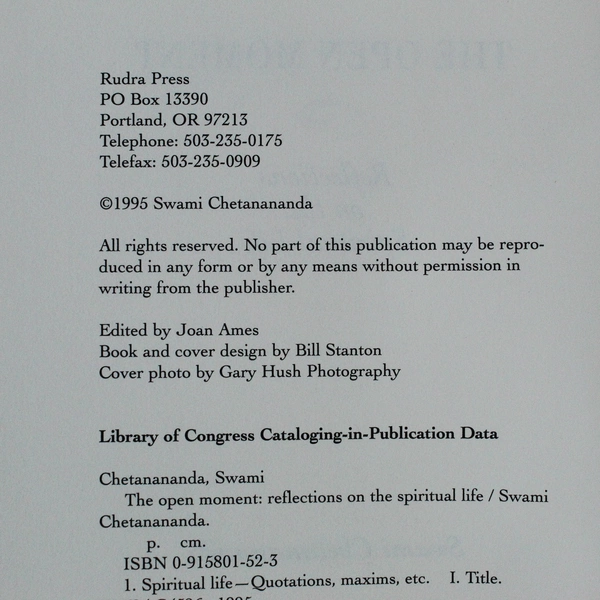 Rudra Press
PO Box 13390
Portland, OR 97213
Telephone: 503-235-0175
Telefax: 503-235-0909
©1995 Swami Chetanananda
All rights reserved. No part of this publication may be repro-
duced in any form or by any means without permission in
writing from the publisher.
Edited by Joan Ames
Book and cover design by Bill Stanton
Cover photo by Gary Hush Photography
Library of Congress Cataloging-in-Publication Data
Chetanananda, Swami
The open moment: reflections on the spiritual life / Swami
Chetanananda.
p. cm.
ISBN 0-915801-52-3
1. Spiritual life—Quotations, maxims, etc. I. Title.